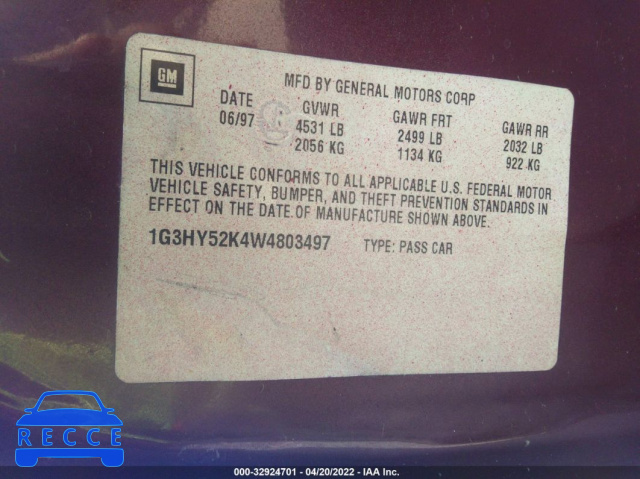 GM
MFD BY GENERAL MOTORS CORP
DATE GVWR GAWR FRT GAWR RR
06/97 4531 LB 2499 LB 2032 LB
2056 KG 1134 KG 922 KG
THIS VEHICLE CONFORMS TO ALL APPLICABLE U.S. FEDERAL MOTOR
VEHICLE SAFETY, BUMPER, AND THEFT PREVENTION STANDARDS IN
EFFECT ON THE DATE OF MANUFACTURE SHOWN ABOVE.
1G3HY52K4W4803497 TYPE: PASS CAR
RECCE
000-32924701 - 04/20/2022 - IAA Inc.